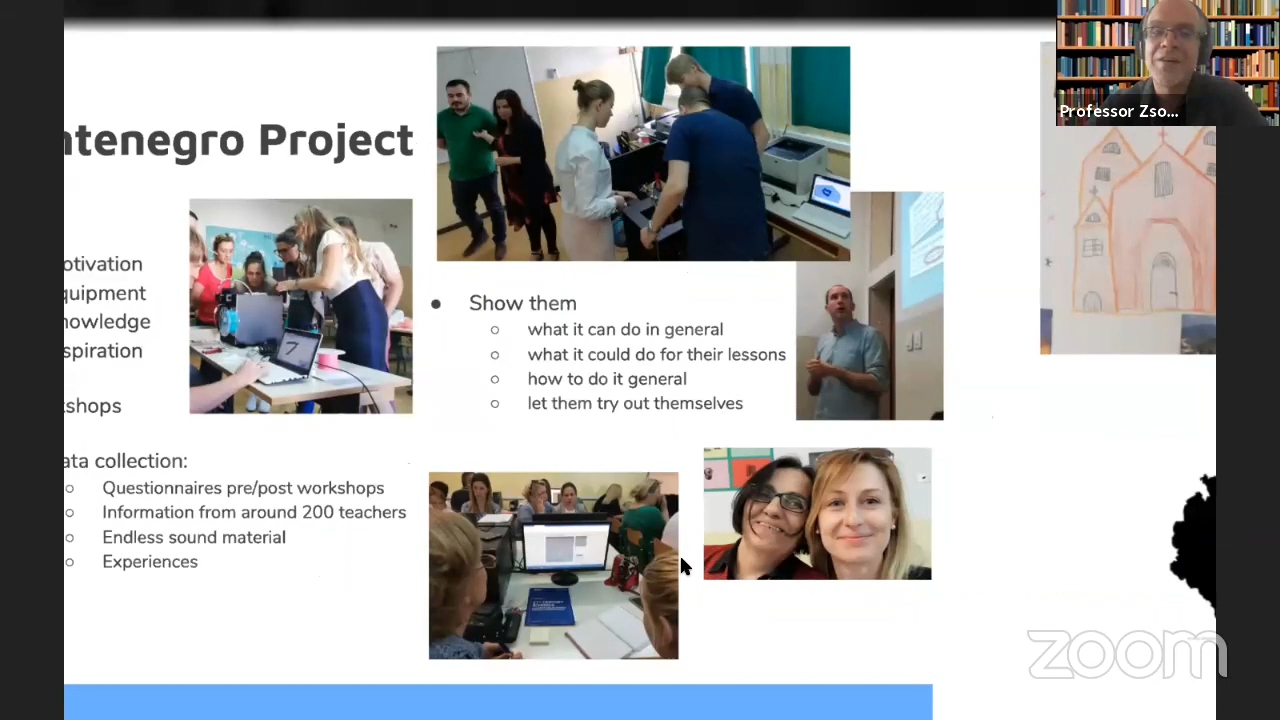 Professor Zso...
ntenegro Project
otivation
quipment
nowledge
spiration
kshops
ata collection:
○ Questionnaires pre/post workshops
○ Information from around 200 teachers
○ Endless sound material
○ Experiences
● Show them
○ what it can do in general
○ what it could do for their lessons
○ how to do it general
○ let them try out themselves
zoom